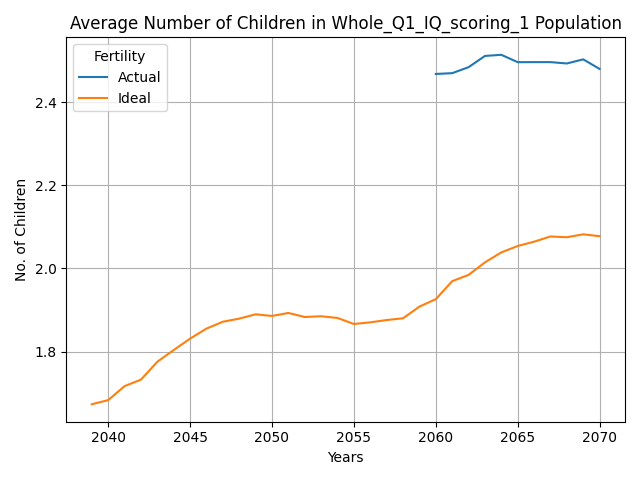 Average Number of Children in Whole_Q1_IQ_scoring_1 Population
Fertility
Actual
Ideal
No. of Children
2.4
2.2
2.0
1.8
2040 2045 2050 2055 2060 2065 2070
Years